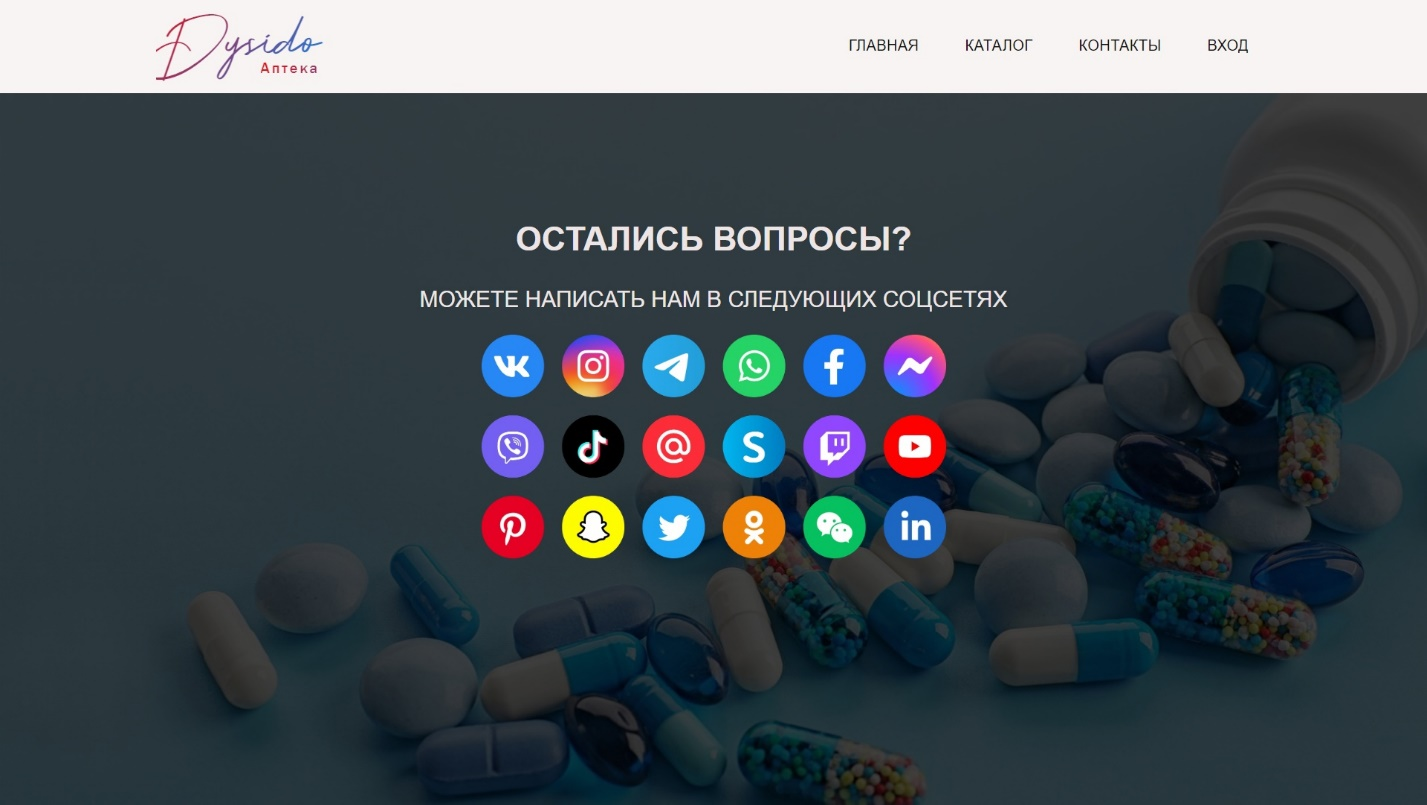 Dysido
Аптека
ГЛАВНАЯ КАТАЛОГ КОНТАКТЫ ВХОД
ОСТАЛИСЬ ВОПРОСЫ?
МОЖЕТЕ НАПИСАТЬ НАМ В СЛЕДУЮЩИХ СОЦСЕТЯХ